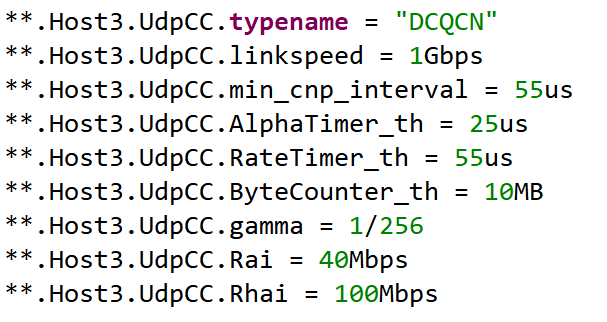 **.Host3.UdpCC.typename = "DCQCN"
**.Host3.UdpCC.linkspeed = 1Gbps
**.Host3.UdpCC.min_cnp_interval = 55us
**.Host3.UdpCC.AlphaTimer_th = 25us
**.Host3.UdpCC.RateTimer_th = 55us
**.Host3.UdpCC.ByteCounter_th = 10MB
**.Host3.UdpCC.gamma = 1/256
**.Host3.UdpCC.Rai = 40Mbps
**.Host3.UdpCC.Rhai = 100Mbps